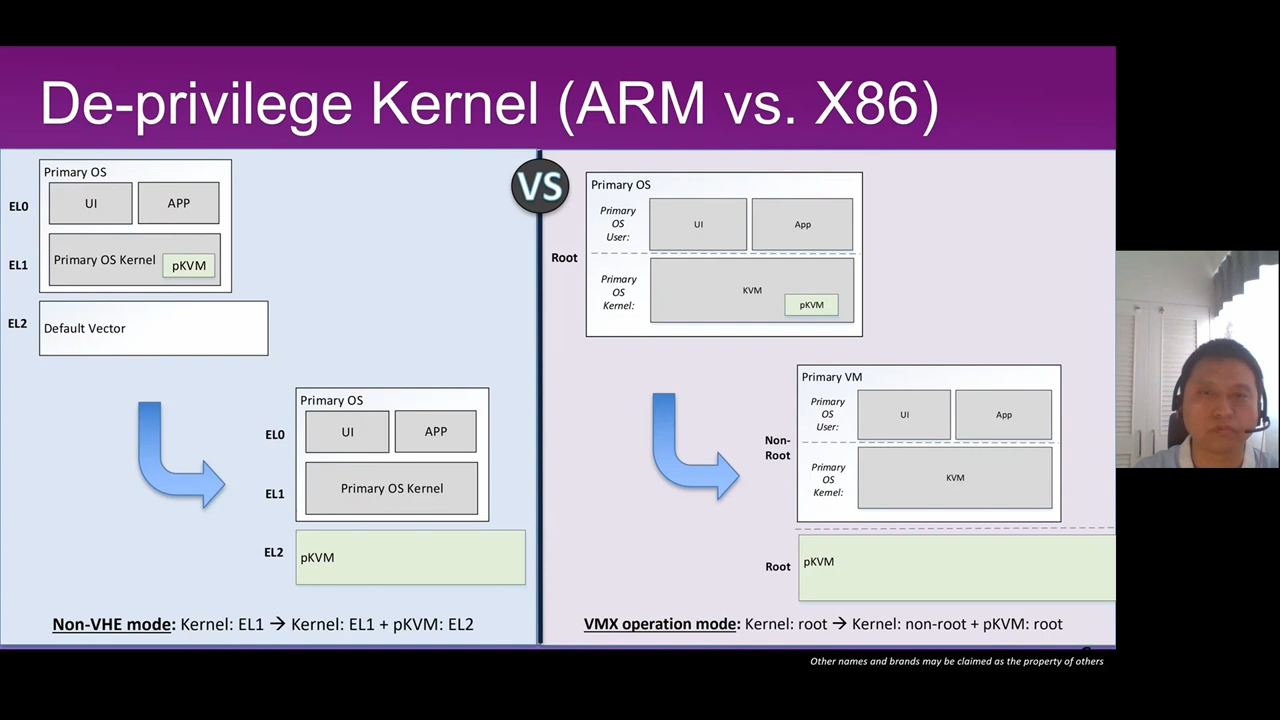 De-privilege Kernel (ARM vs. X86)
VS
Primary OS
EL0
UI
APP
EL1
Primary OS Kernel
pKVM
EL2
Default Vector
Primary OS
EL0
UI
APP
EL1
Primary OS Kernel
EL2
pKVM
Non-VHE mode: Kernel: EL1 → Kernel: EL1 + pKVM: EL2
Primary OS
Root
Primary
OS
User:
UI
App
Primary
OS
Kernel:
KVM
pKVM
Primary VM
Non-
Root
Primary
OS
User:
UI
App
Primary
OS
Kemel:
KVM
Root
pKVM
VMX operation mode: Kernel: root → Kernel: non-root + pKVM: root
Other names and brands may be claimed as the property of others